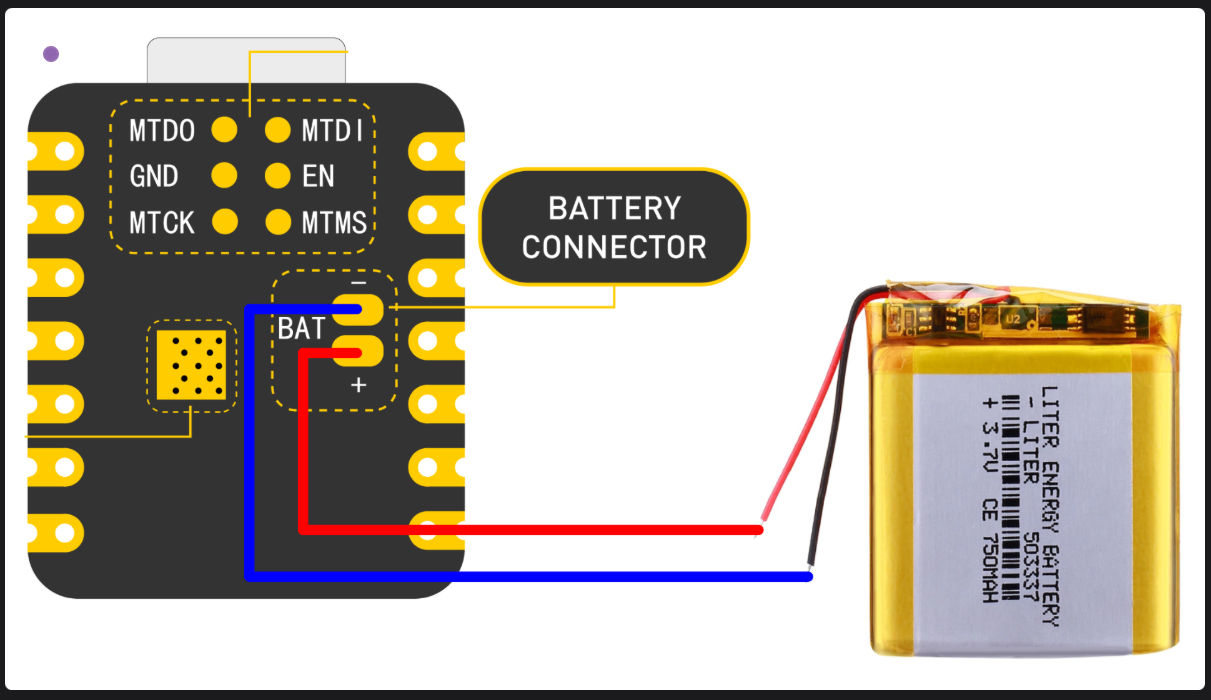 MTDO MTDI
GND EN
MTCK MTMS
BATTERY
CONNECTOR
−
BAT
+
U2
LITER ENERGY BATTERY
- LITER 503337
+ 3.7V CE 750MAH